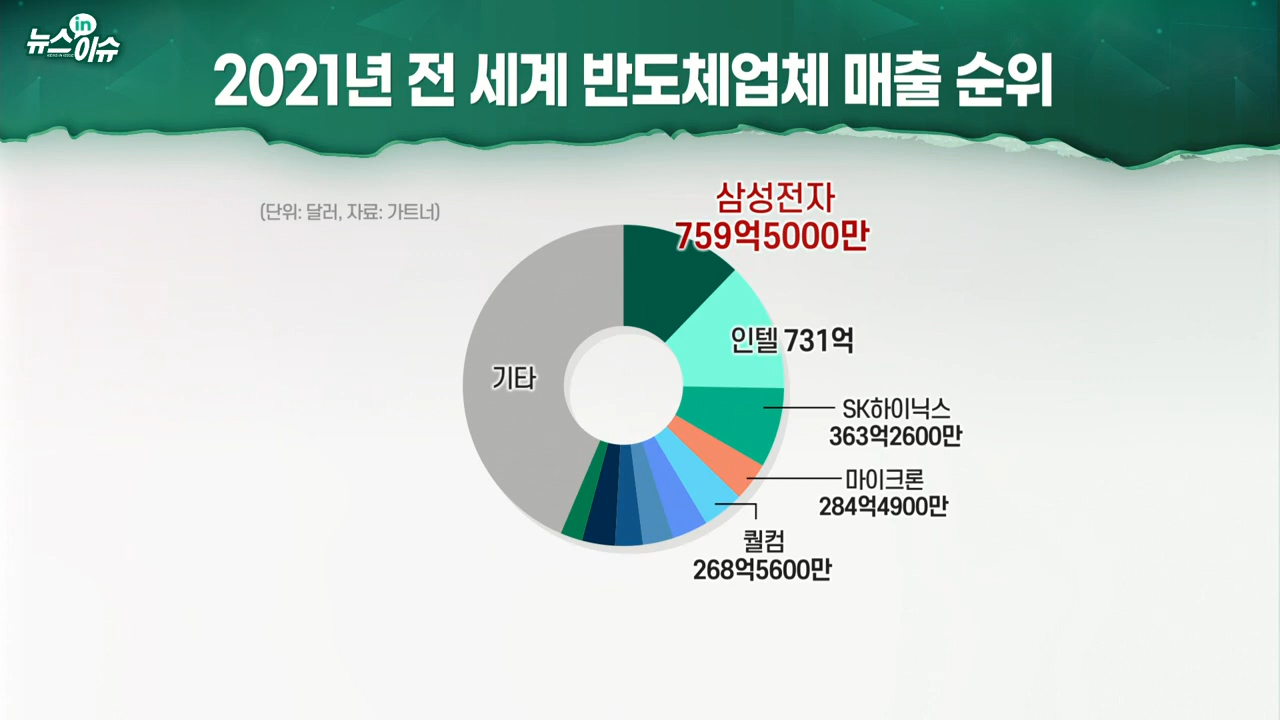 뉴스in이슈
2021년 전 세계 반도체업체 매출 순위
(단위: 달러, 자료: 가트너)
삼성전자
759억5000만
인텔 731억
기타
SK하이닉스
363억2600만
마이크론
284억4900만
퀄컴
268억5600만